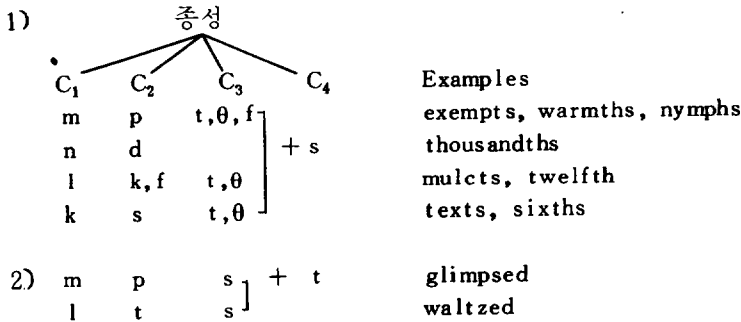 1) 종성
C₁ C₂ C₃ C₄ Examples
m p t,θ,f exempts, warmths, nymphs
n d + s thousandths
l k,f t,θ mulcts, twelfth
k s t,θ texts, sixths
2) m p s + t glimpsed
l t s waltzed